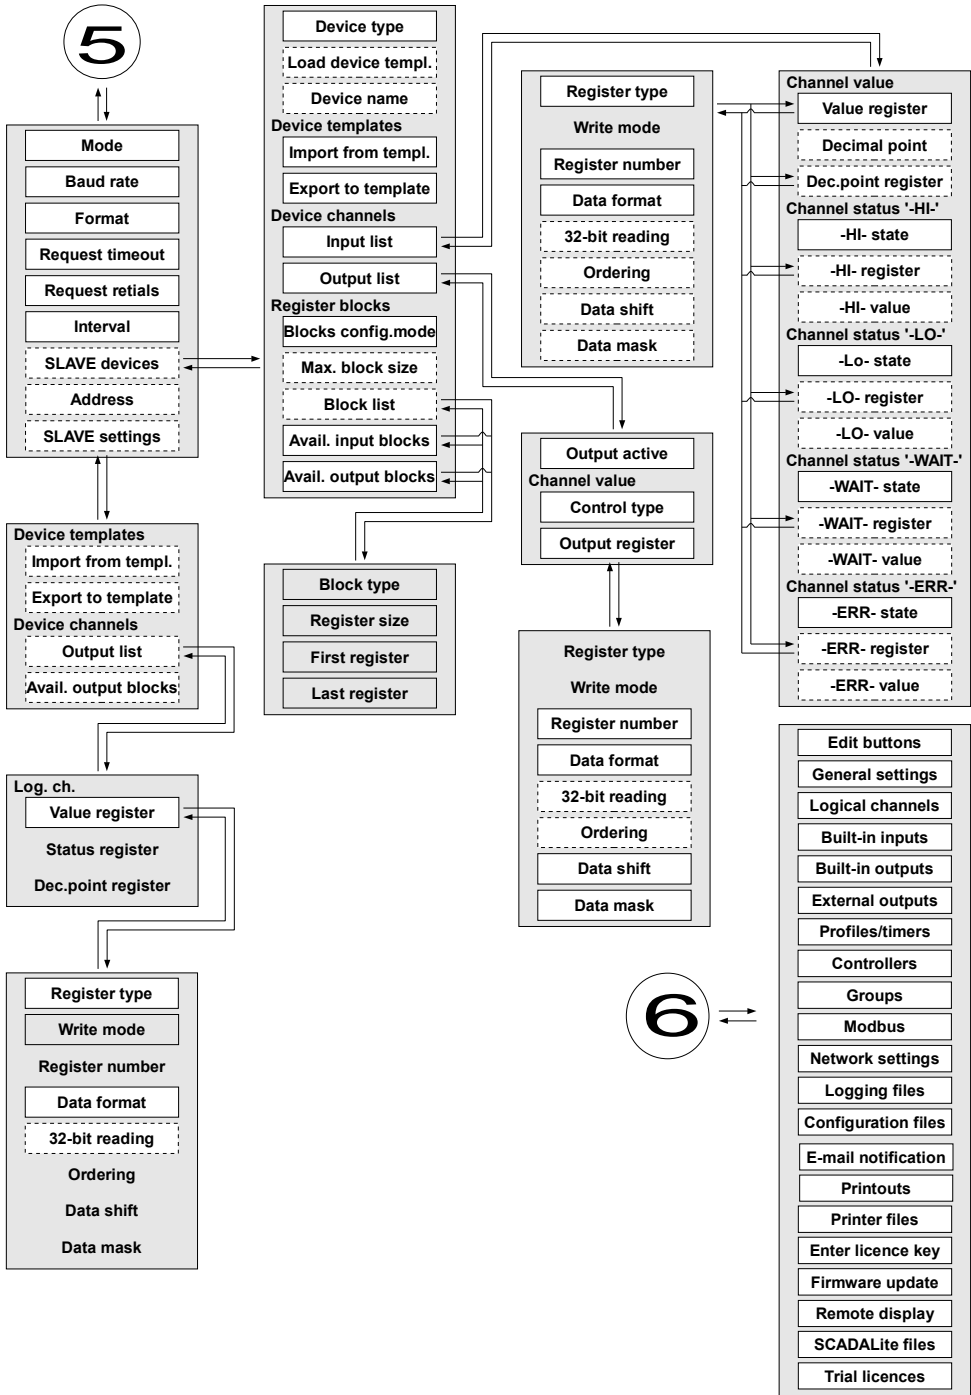 5
Mode
Baud rate
Format
Request timeout
Request retials
Interval
SLAVE devices
Address
SLAVE settings
Device templates
Import from templ.
Export to template
Device channels
Output list
Avail. output blocks
Log. ch.
Value register
Status register
Dec.point register
Register type
Write mode
Register number
Data format
32-bit reading
Ordering
Data shift
Data mask
Device type
Load device templ.
Device name
Device templates
Import from templ.
Export to template
Device channels
Input list
Output list
Register blocks
Blocks config.mode
Max. block size
Block list
Avail. input blocks
Avail. output blocks
Block type
Register size
First register
Last register
Register type
Write mode
Register number
Data format
32-bit reading
Ordering
Data shift
Data mask
Output active
Channel value
Control type
Output register
Register type
Write mode
Register number
Data format
32-bit reading
Ordering
Data shift
Data mask
Channel value
Value register
Decimal point
Dec.point register
Channel status '-HI-'
-HI- state
-HI- register
-HI- value
Channel status '-LO-'
-Lo- state
-LO- register
-LO- value
Channel status '-WAIT-'
-WAIT- state
-WAIT- register
-WAIT- value
Channel status '-ERR-'
-ERR- state
-ERR- register
-ERR- value
6
Edit buttons
General settings
Logical channels
Built-in inputs
Built-in outputs
External outputs
Profiles/timers
Controllers
Groups
Modbus
Network settings
Logging files
Configuration files
E-mail notification
Printouts
Printer files
Enter licence key
Firmware update
Remote display
SCADALite files
Trial licences